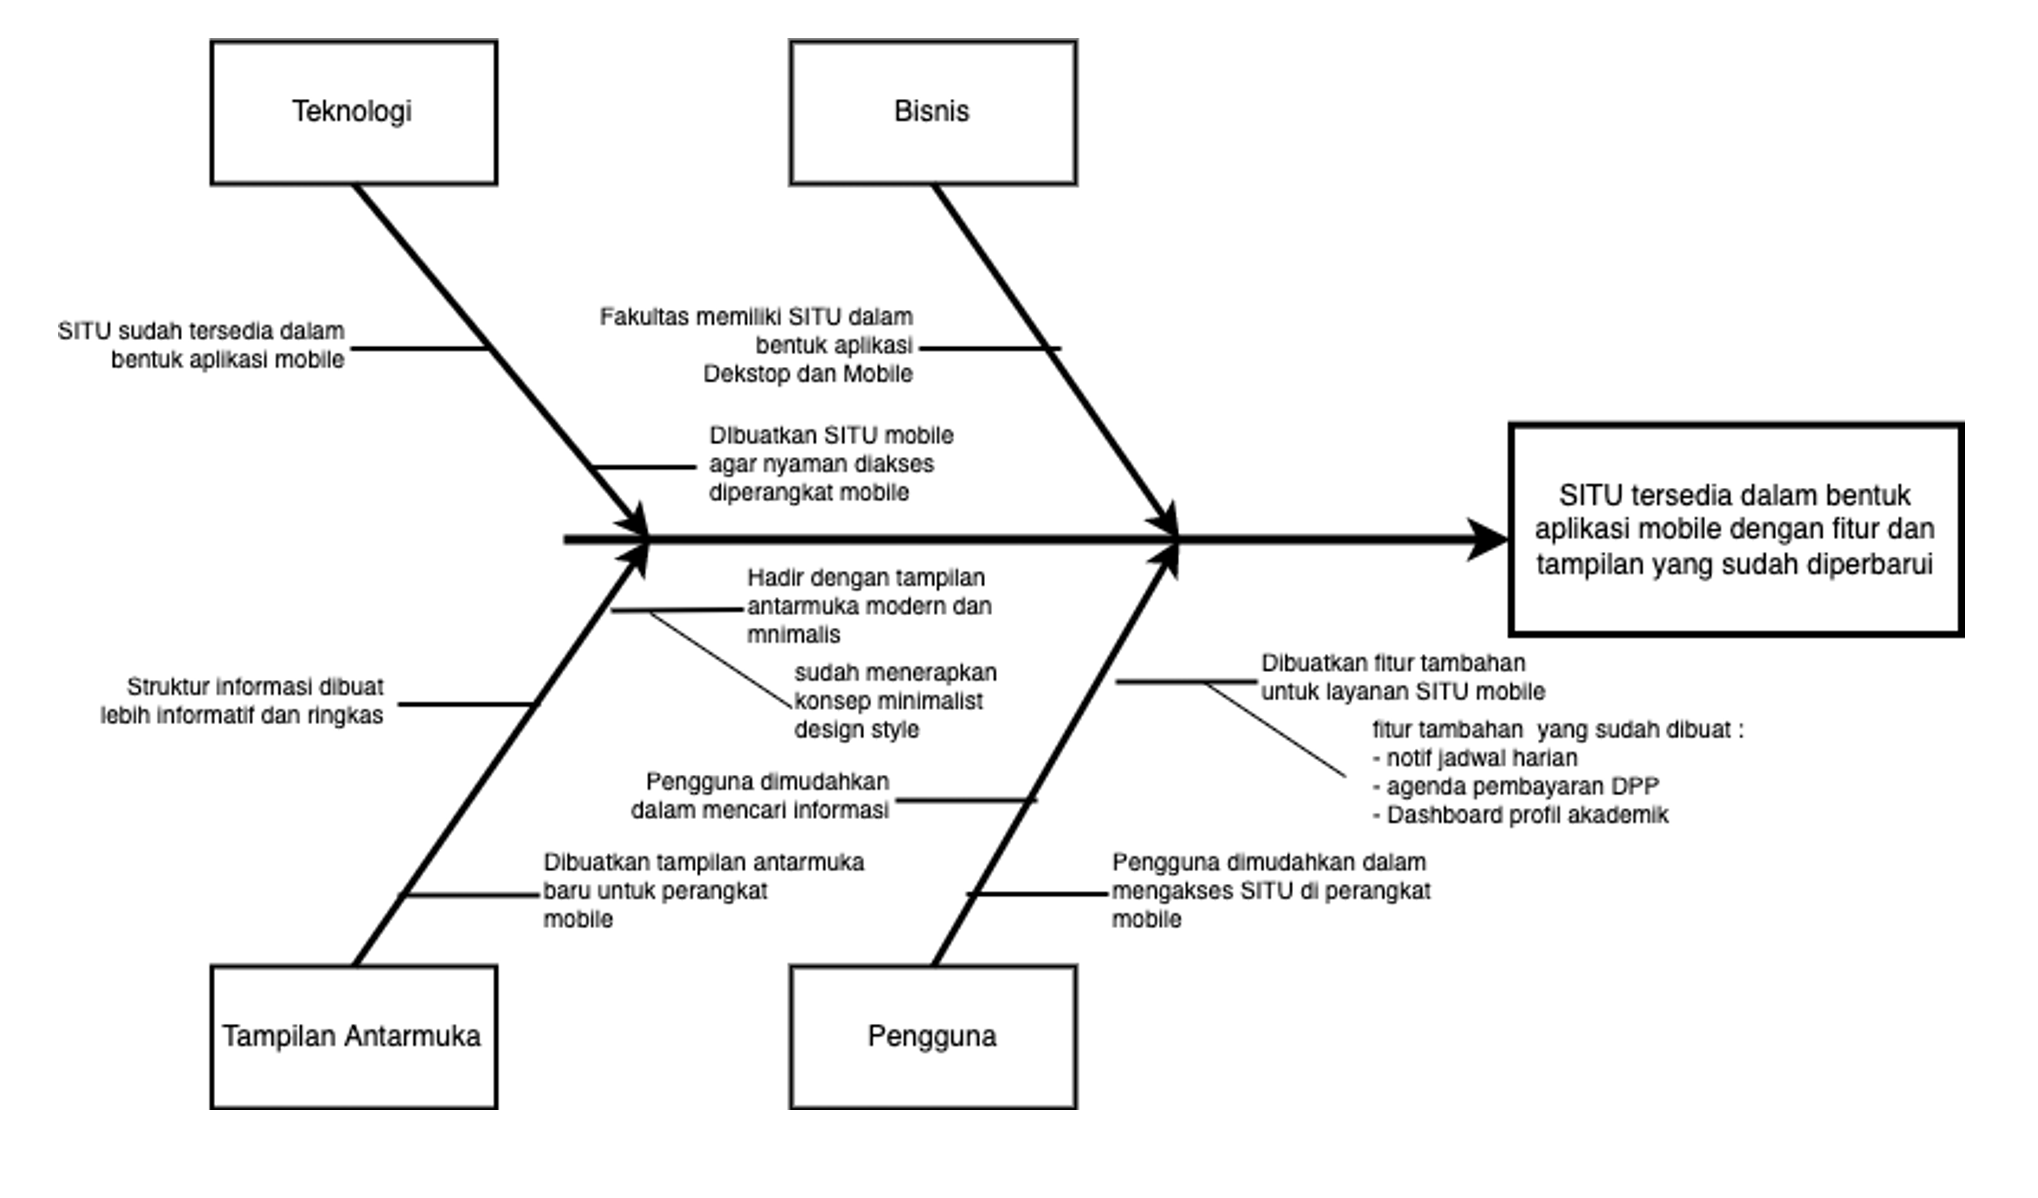 Teknologi
Bisnis
SITU sudah tersedia dalam
bentuk aplikasi mobile
Fakultas memiliki SITU dalam
bentuk aplikasi
Dekstop dan Mobile
DIbuatkan SITU mobile
agar nyaman diakses
diperangkat mobile
SITU tersedia dalam bentuk
aplikasi mobile dengan fitur dan
tampilan yang sudah diperbarui
Hadir dengan tampilan
antarmuka modern dan
mnimalis
sudah menerapkan
konsep minimalist
design style
Struktur informasi dibuat
lebih informatif dan ringkas
Dibuatkan fitur tambahan
untuk layanan SITU mobile
fitur tambahan  yang sudah dibuat :
- notif jadwal harian
- agenda pembayaran DPP
- Dashboard profil akademik
Pengguna dimudahkan
dalam mencari informasi
Dibuatkan tampilan antarmuka
baru untuk perangkat
mobile
Pengguna dimudahkan dalam
mengakses SITU di perangkat
mobile
Tampilan Antarmuka
Pengguna